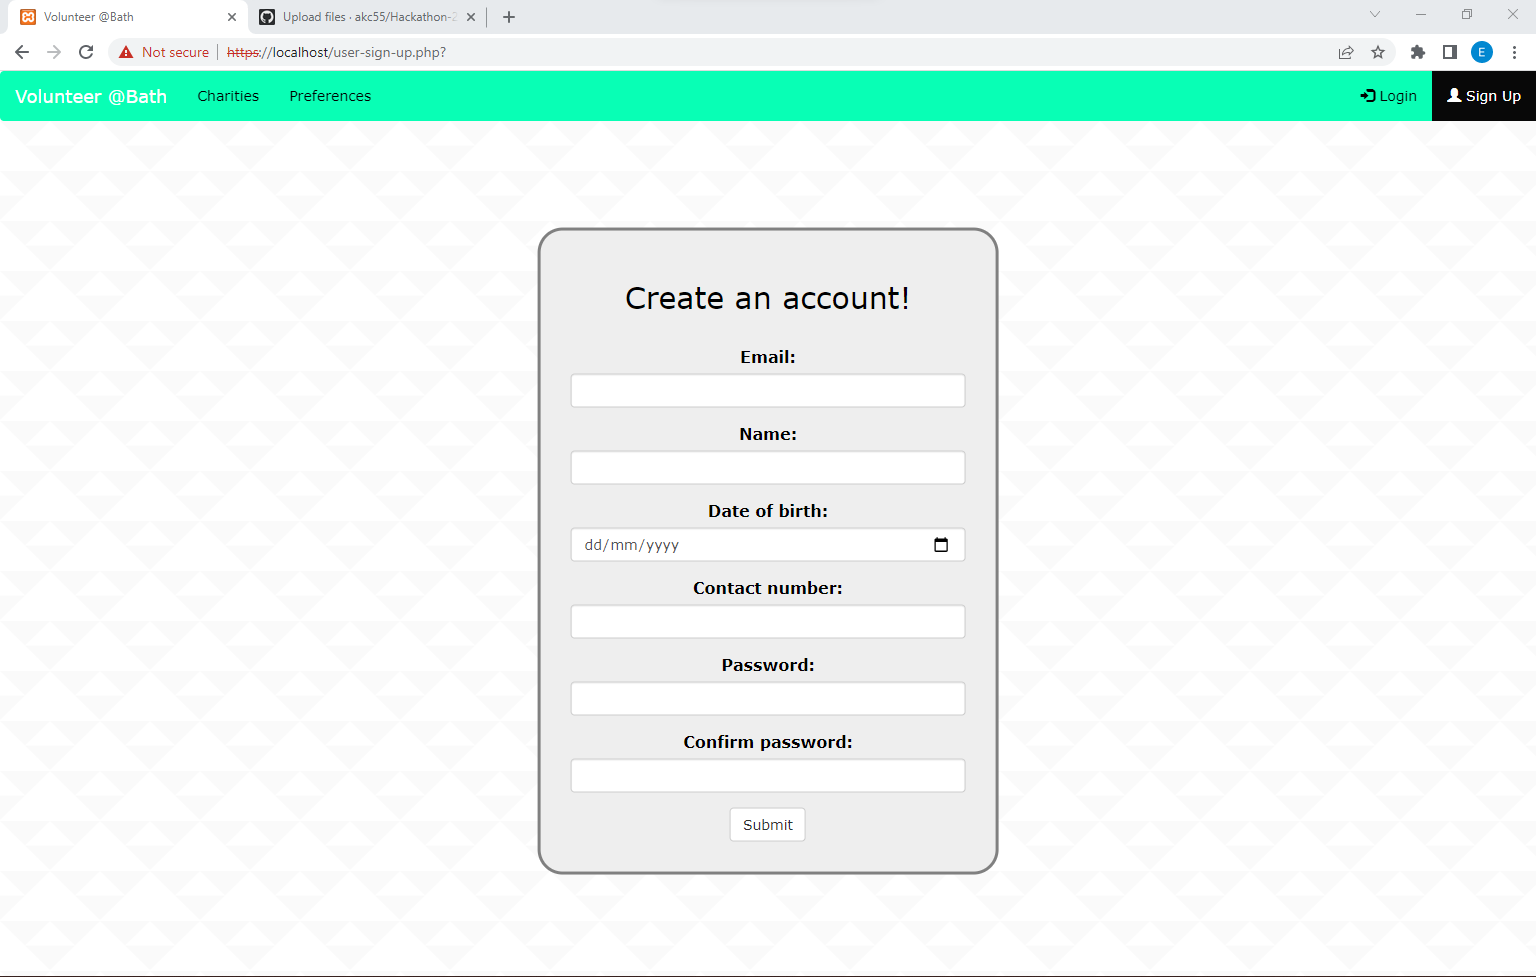 Volunteer @Bath
Upload files · akc55/Hackathon-2
Not secure https://localhost/user-sign-up.php?
E
Volunteer @Bath Charities Preferences Login Sign Up
Create an account!
Email:
Name:
Date of birth:
dd/mm/yyyy
Contact number:
Password:
Confirm password:
Submit